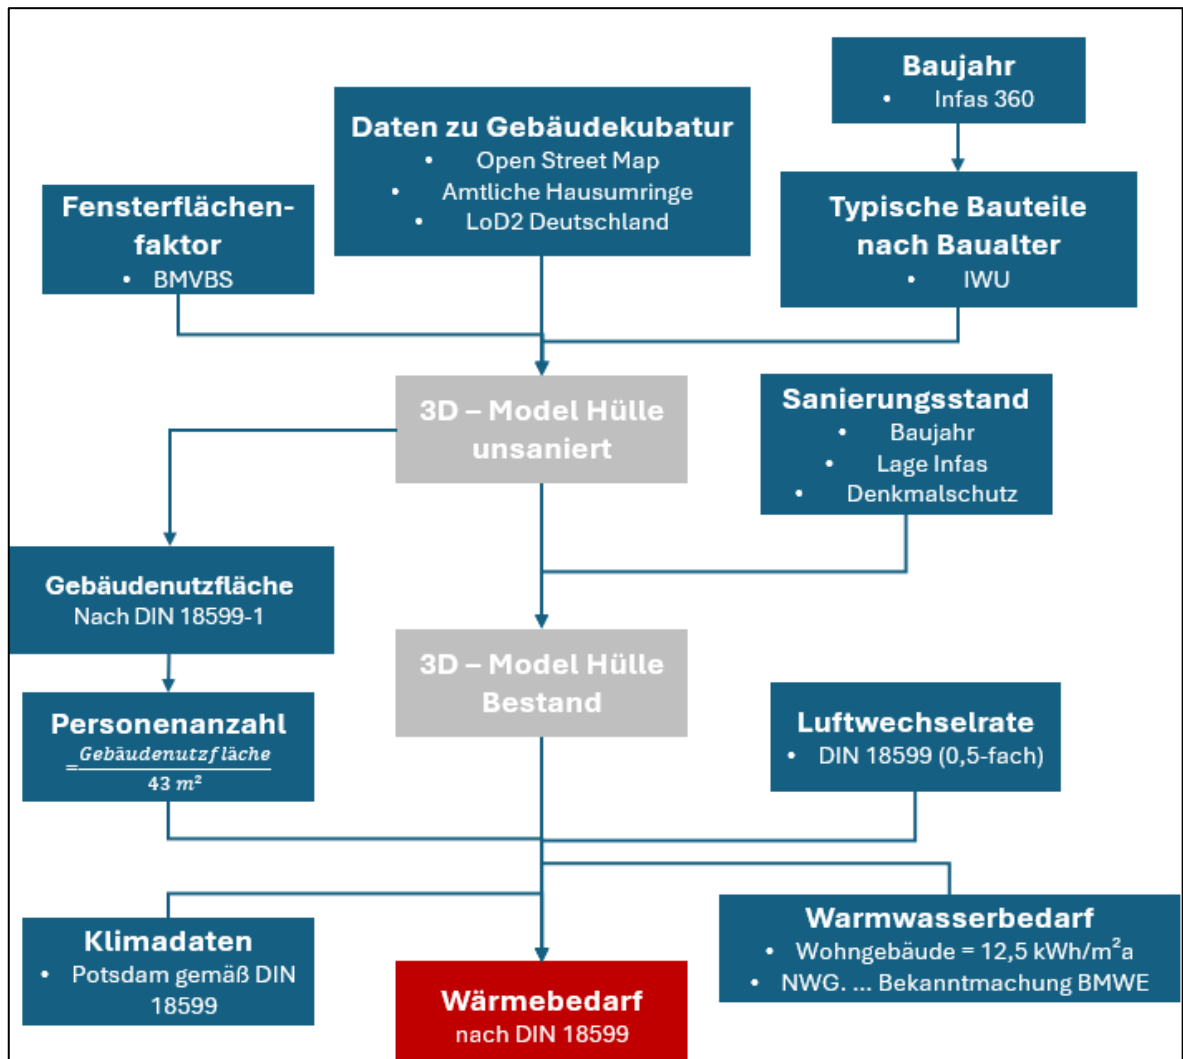 Baujahr
• Infas 360
Daten zu Gebäudekubatur
• Open Street Map
• Amtliche Hausumringe
• LoD2 Deutschland
Fensterflächen-
faktor
• BMVBS
Typische Bauteile
nach Baualter
• IWU
3D – Model Hülle
unsaniert
Sanierungsstand
• Baujahr
• Lage Infas
• Denkmalschutz
Gebäudenutzfläche
Nach DIN 18599-1
3D – Model Hülle
Bestand
Personenanzahl
=Gebäudenutzfläche
43 m²
Luftwechselrate
• DIN 18599 (0,5-fach)
Klimadaten
• Potsdam gemäß DIN
18599
Warmwasserbedarf
• Wohngebäude = 12,5 kWh/m²a
• NWG. ... Bekanntmachung BMWE
Wärmebedarf
nach DIN 18599